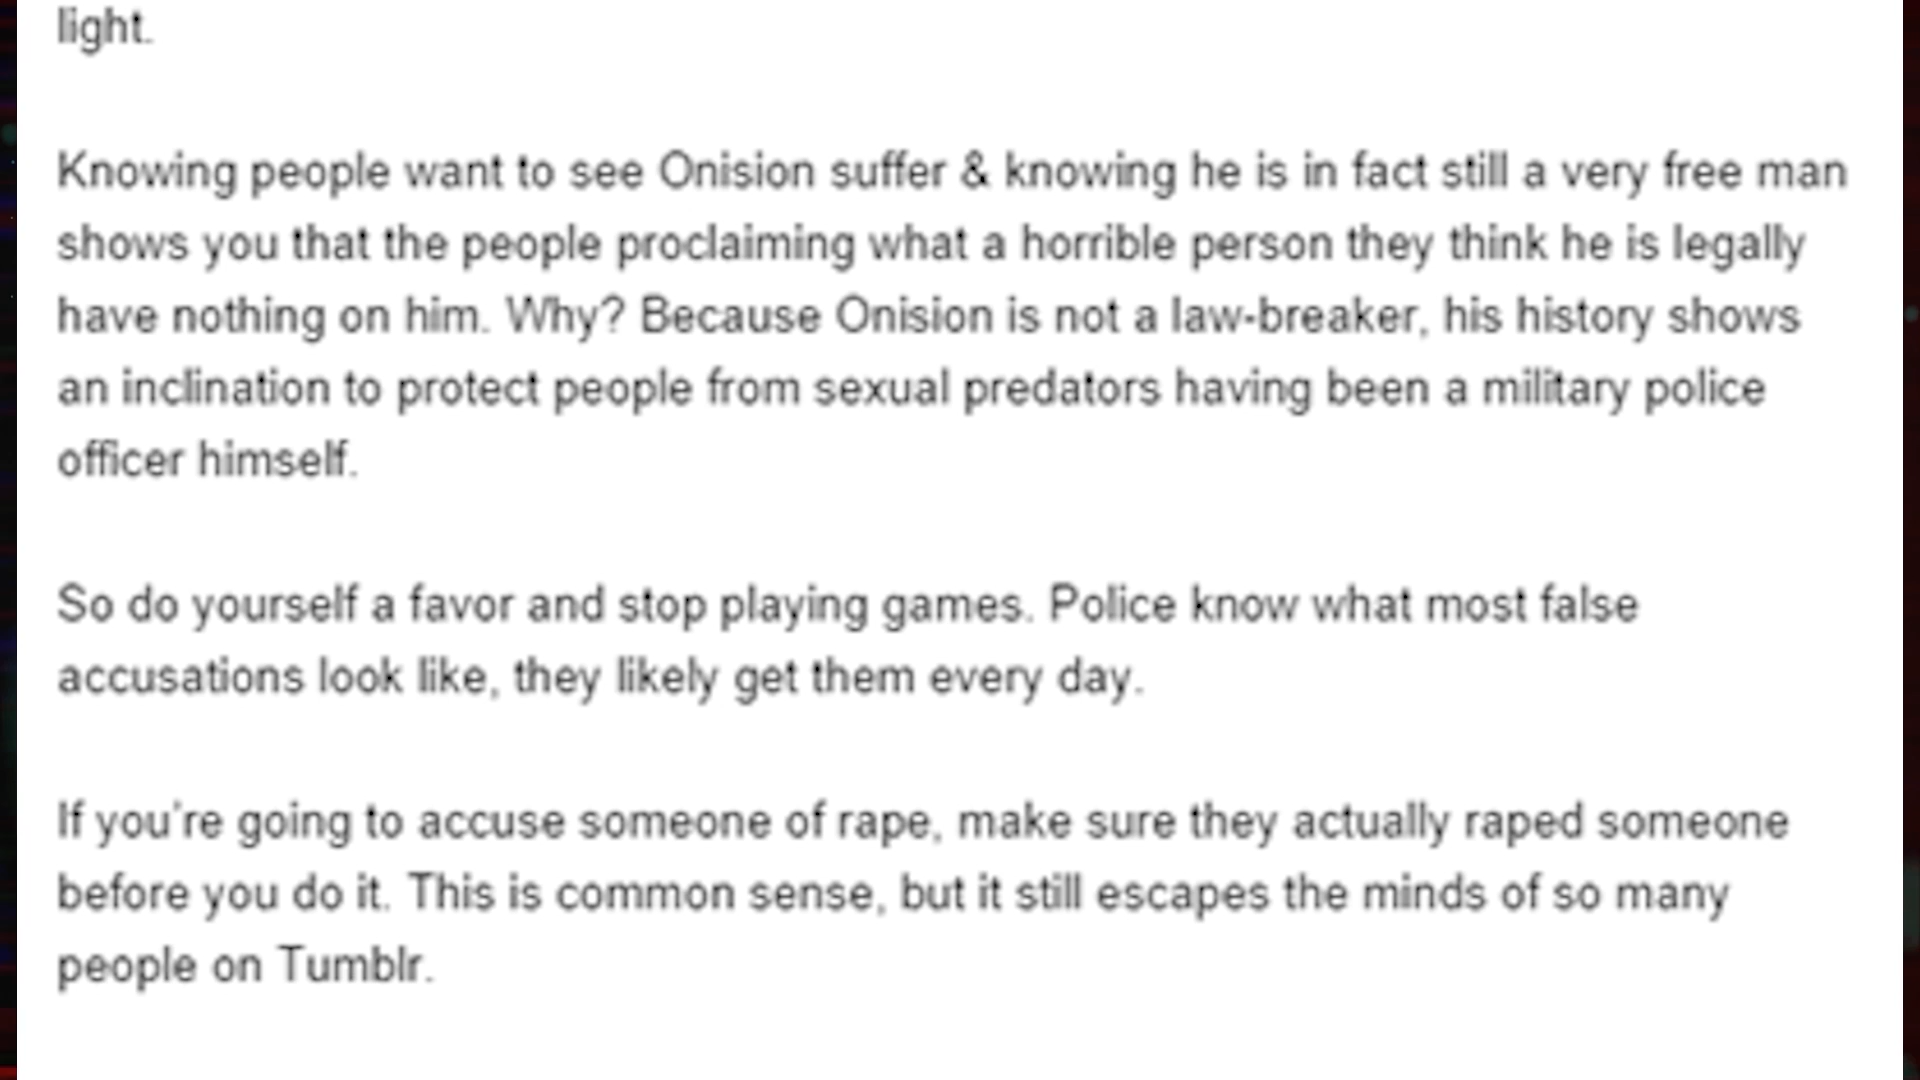 light.
Knowing people want to see Onision suffer & knowing he is in fact still a very free man
shows you that the people proclaiming what a horrible person they think he is legally
have nothing on him. Why? Because Onision is not a law-breaker, his history shows
an inclination to protect people from sexual predators having been a military police
officer himself.
So do yourself a favor and stop playing games. Police know what most false
accusations look like, they likely get them every day.
If you're going to accuse someone of rape, make sure they actually raped someone
before you do it. This is common sense, but it still escapes the minds of so many
people on Tumblr.